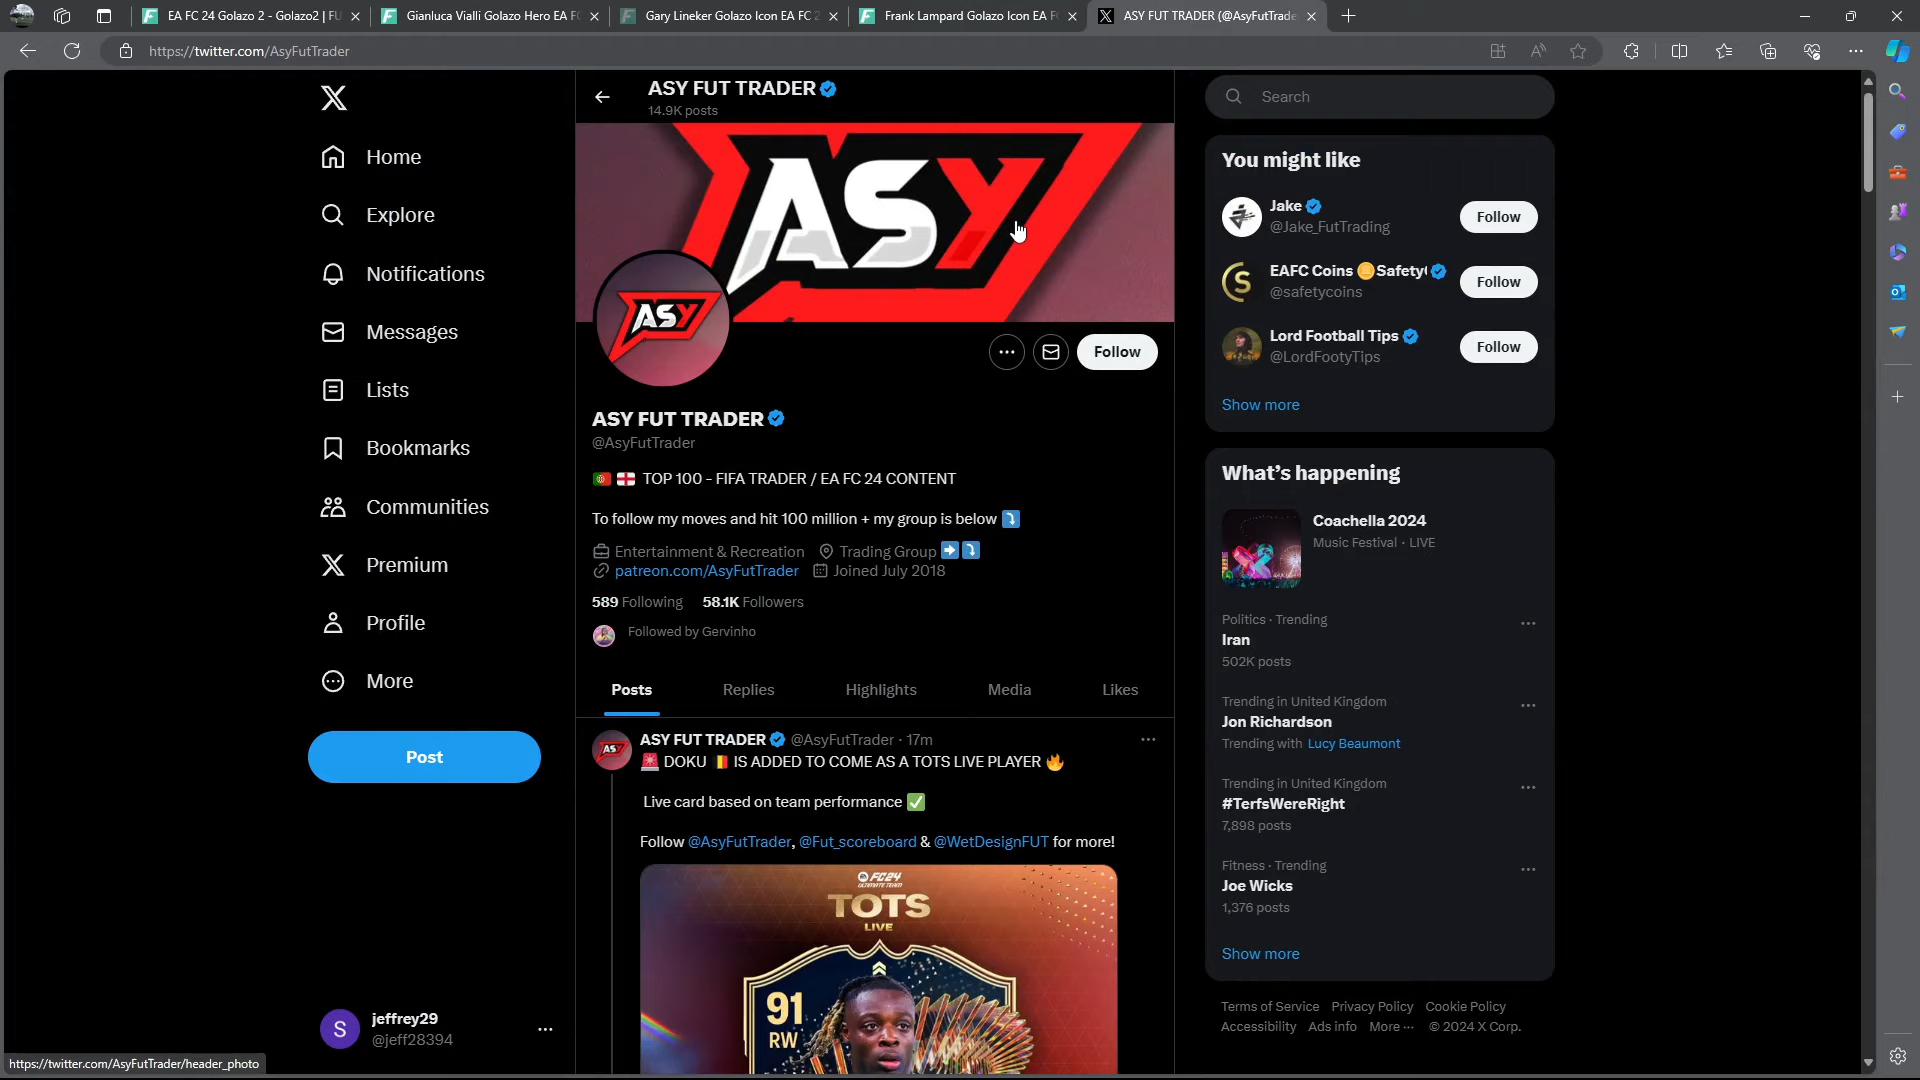 EA FC 24 Golazo 2 - Golazo2 | FU
Gianluca Vialli Golazo Hero EA FC
Gary Lineker Golazo Icon EA FC 2
Frank Lampard Golazo Icon EA F
ASY FUT TRADER (@AsyFutTrade
https://twitter.com/AsyFutTrader
Home
Explore
Notifications
Messages
Lists
Bookmarks
Communities
Premium
Profile
More
Post
jeffrey29
@jeff28394
https://twitter.com/AsyFutTrader/header_photo
ASY FUT TRADER
14.9K posts
ASY
ASY
Follow
ASY FUT TRADER
@AsyFutTrader
🇵🇹 🏴󠁧󠁢󠁥󠁮󠁧󠁿 TOP 100 - FIFA TRADER / EA FC 24 CONTENT
To follow my moves and hit 100 million + my group is below ⤵️
Entertainment & Recreation Trading Group ➡️⤵️
patreon.com/AsyFutTrader Joined July 2018
589 Following 58.1K Followers
Followed by Gervinho
Posts Replies Highlights Media Likes
ASY
ASY FUT TRADER @AsyFutTrader · 17m
🚨 DOKU 🇧🇪 IS ADDED TO COME AS A TOTS LIVE PLAYER 🔥
Live card based on team performance ✅
Follow @AsyFutTrader, @Fut_scoreboard & @WetDesignFUT for more!
FC24
ULTIMATE TEAM
TOTS
LIVE
91
RW
Search
You might like
Jake
@Jake_FutTrading
Follow
EAFC Coins 🪙Safety(
@safetycoins
Follow
Lord Football Tips
@LordFootyTips
Follow
Show more
What's happening
Coachella 2024
Music Festival · LIVE
Politics · Trending
Iran
502K posts
Trending in United Kingdom
Jon Richardson
Trending with Lucy Beaumont
Trending in United Kingdom
#TerfsWereRight
7,898 posts
Fitness · Trending
Joe Wicks
1,376 posts
Show more
Terms of Service Privacy Policy Cookie Policy
Accessibility Ads info More ··· © 2024 X Corp.